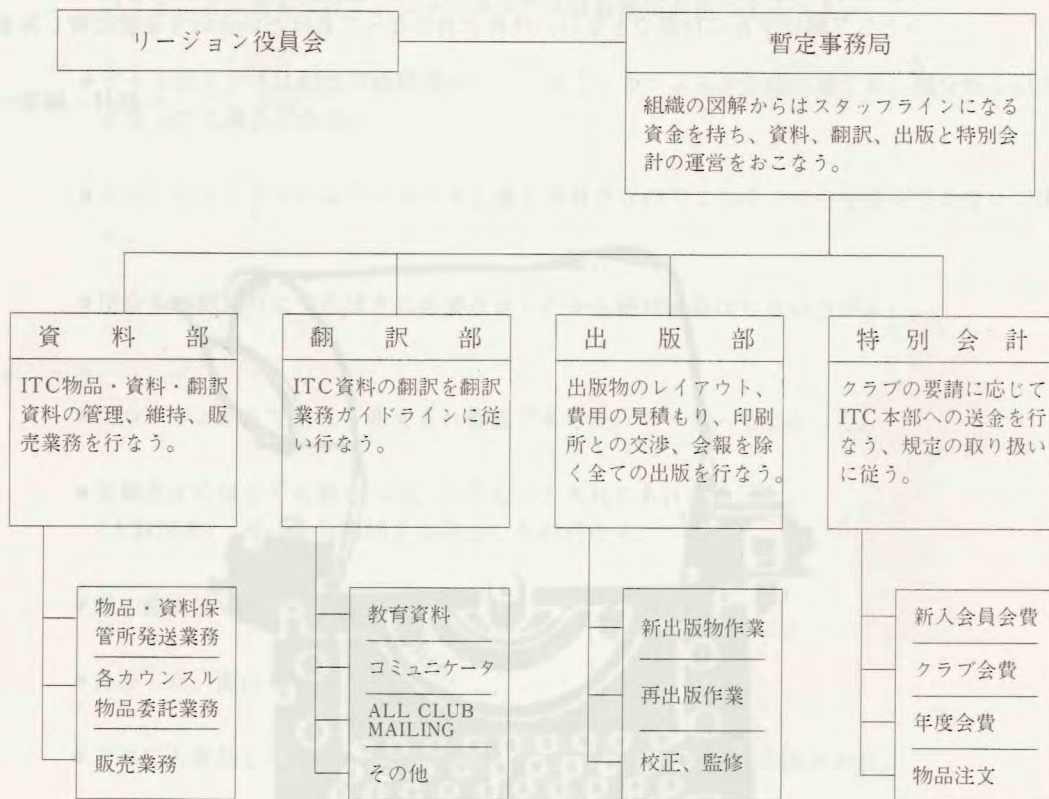 組織図
リージョン役員会
暫定事務局
組織の図解からはスタッフラインになる
資金を持ち、資料、翻訳、出版と特別会
計の運営をおこなう。
資料部
ITC物品・資料・翻訳
資料の管理、維持、販
売業務を行なう。
翻訳部
ITC資料の翻訳を翻訳
業務ガイドラインに従
い行なう。
出版部
出版物のレイアウト、
費用の見積もり、印刷
所との交渉、会報を除
く全ての出版を行なう。
特別会計
クラブの要請に応じて
ITC本部への送金を行
なう、規定の取り扱い
に従う。
物品・資料保
管所発送業務
各カウンスル
物品委託業務
販売業務
教育資料
コミュニケータ
ALL CLUB
MAILING
その他
新出版物作業
再出版作業
校正、監修
新入会員会費
クラブ会費
年度会費
物品注文